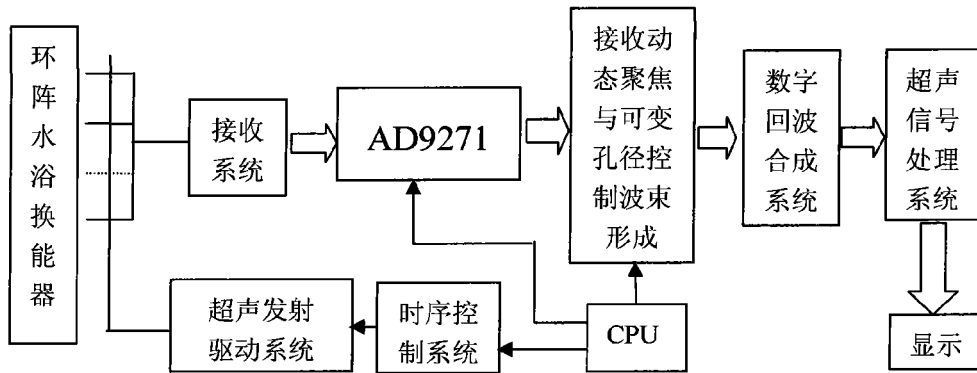 环
阵
水
浴
换
能
器
接收
系统
AD9271
接收动
态聚焦
与可变
孔径控
制波束
形成
数字
回波
合成
系统
超声
信号
处理
系统
超声发射
驱动系统
时序控
制系统
CPU
显示